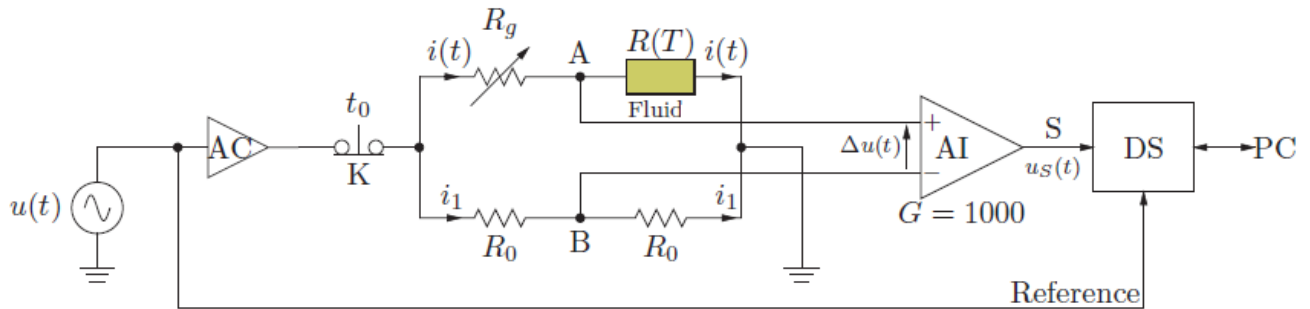 R_g
i(t)
A
R(T)
i(t)
Fluid
t_0
AC
K
u(t)
Δu(t)
+
AI
−
S
u_S(t)
DS
PC
G = 1000
i_1
R_0
B
R_0
i_1
Reference